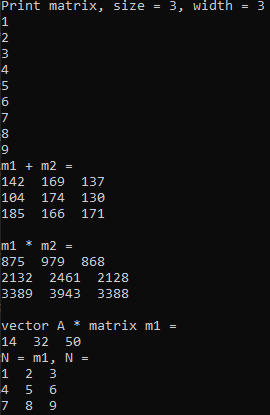 Print matrix, size = 3, width = 3
1
2
3
4
5
6
7
8
9
m1 + m2 =
142  169  137
104  174  130
185  166  171

m1 * m2 =
875  979  868
2132  2461  2128
3389  3943  3388

vector A * matrix m1 =
14  32  50
N = m1, N =
1  2  3
4  5  6
7  8  9